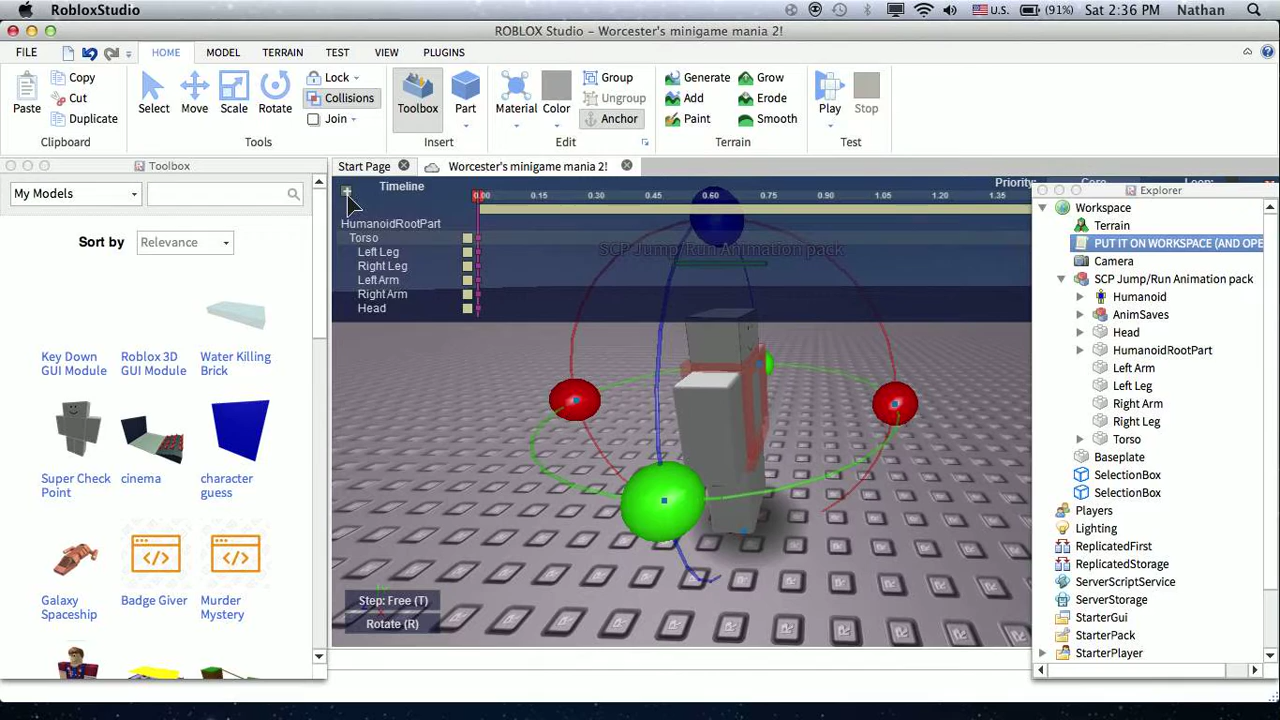 RobloxStudio
U.S.
(91%)
Sat 2:36 PM
Nathan
ROBLOX Studio - Worcester's minigame mania 2!
FILE
HOME
MODEL
TERRAIN
TEST
VIEW
PLUGINS
Paste
Copy
Cut
Duplicate
Clipboard
Select
Move
Scale
Rotate
Lock
Collisions
Join
Tools
Toolbox
Part
Insert
Material
Color
Group
Ungroup
Anchor
Edit
Generate
Grow
Add
Erode
Paint
Smooth
Terrain
Play
Stop
Test
Toolbox
My Models
Sort by
Relevance
Key Down
GUI Module
Roblox 3D
GUI Module
Water Killing
Brick
Super Check
Point
cinema
character
guess
Galaxy
Spaceship
Badge Giver
Murder
Mystery
Start Page
Worcester's minigame mania 2!
Timeline
Priority:
Core
Loop:
0.00
0.15
0.30
0.45
0.60
0.75
0.90
1.05
1.20
1.35
HumanoidRootPart
Torso
Left Leg
Right Leg
Left Arm
Right Arm
Head
SCP Jump/Run Animation pack
Step: Free (T)
Rotate (R)
Explorer
Workspace
Terrain
PUT IT ON WORKSPACE (AND OPE
Camera
SCP Jump/Run Animation pack
Humanoid
AnimSaves
Head
HumanoidRootPart
Left Arm
Left Leg
Right Arm
Right Leg
Torso
Baseplate
SelectionBox
SelectionBox
Players
Lighting
ReplicatedFirst
ReplicatedStorage
ServerScriptService
ServerStorage
StarterGui
StarterPack
StarterPlayer